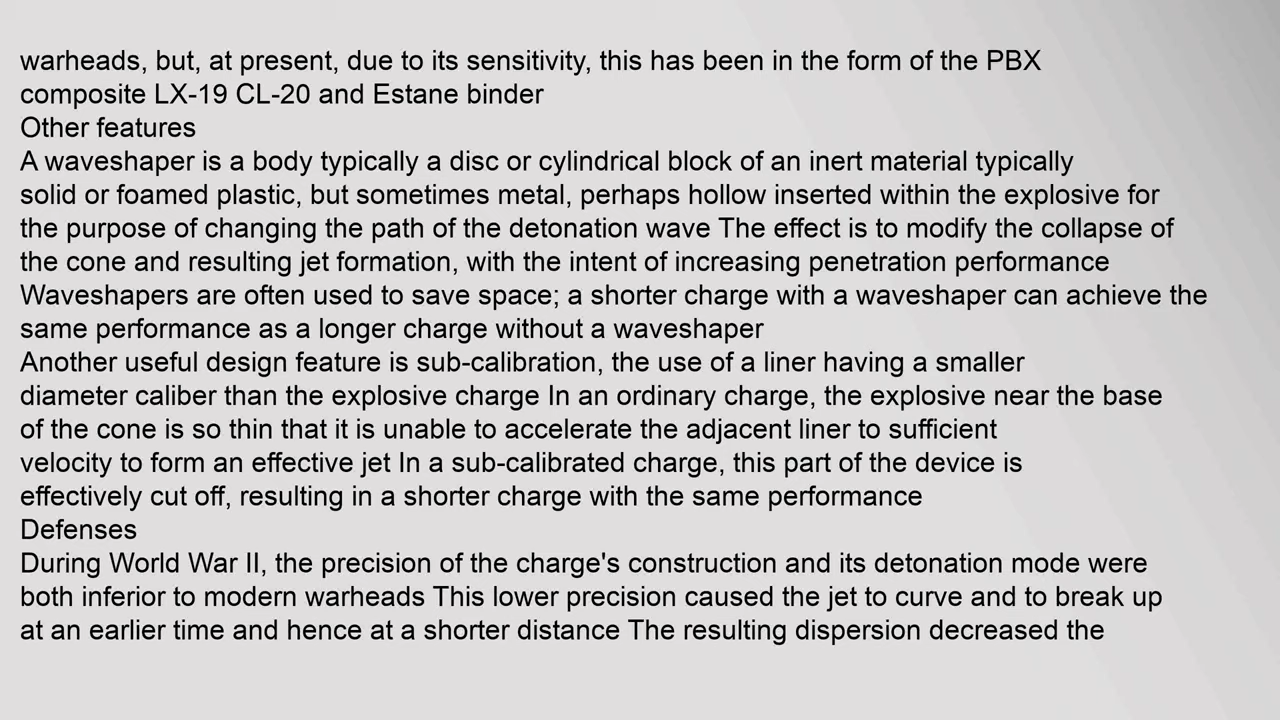 warheads, but, at present, due to its sensitivity, this has been in the form of the PBX
composite LX-19 CL-20 and Estane binder
Other features
A waveshaper is a body typically a disc or cylindrical block of an inert material typically
solid or foamed plastic, but sometimes metal, perhaps hollow inserted within the explosive for
the purpose of changing the path of the detonation wave The effect is to modify the collapse of
the cone and resulting jet formation, with the intent of increasing penetration performance
Waveshapers are often used to save space; a shorter charge with a waveshaper can achieve the
same performance as a longer charge without a waveshaper
Another useful design feature is sub-calibration, the use of a liner having a smaller
diameter caliber than the explosive charge In an ordinary charge, the explosive near the base
of the cone is so thin that it is unable to accelerate the adjacent liner to sufficient
velocity to form an effective jet In a sub-calibrated charge, this part of the device is
effectively cut off, resulting in a shorter charge with the same performance
Defenses
During World War II, the precision of the charge's construction and its detonation mode were
both inferior to modern warheads This lower precision caused the jet to curve and to break up
at an earlier time and hence at a shorter distance The resulting dispersion decreased the